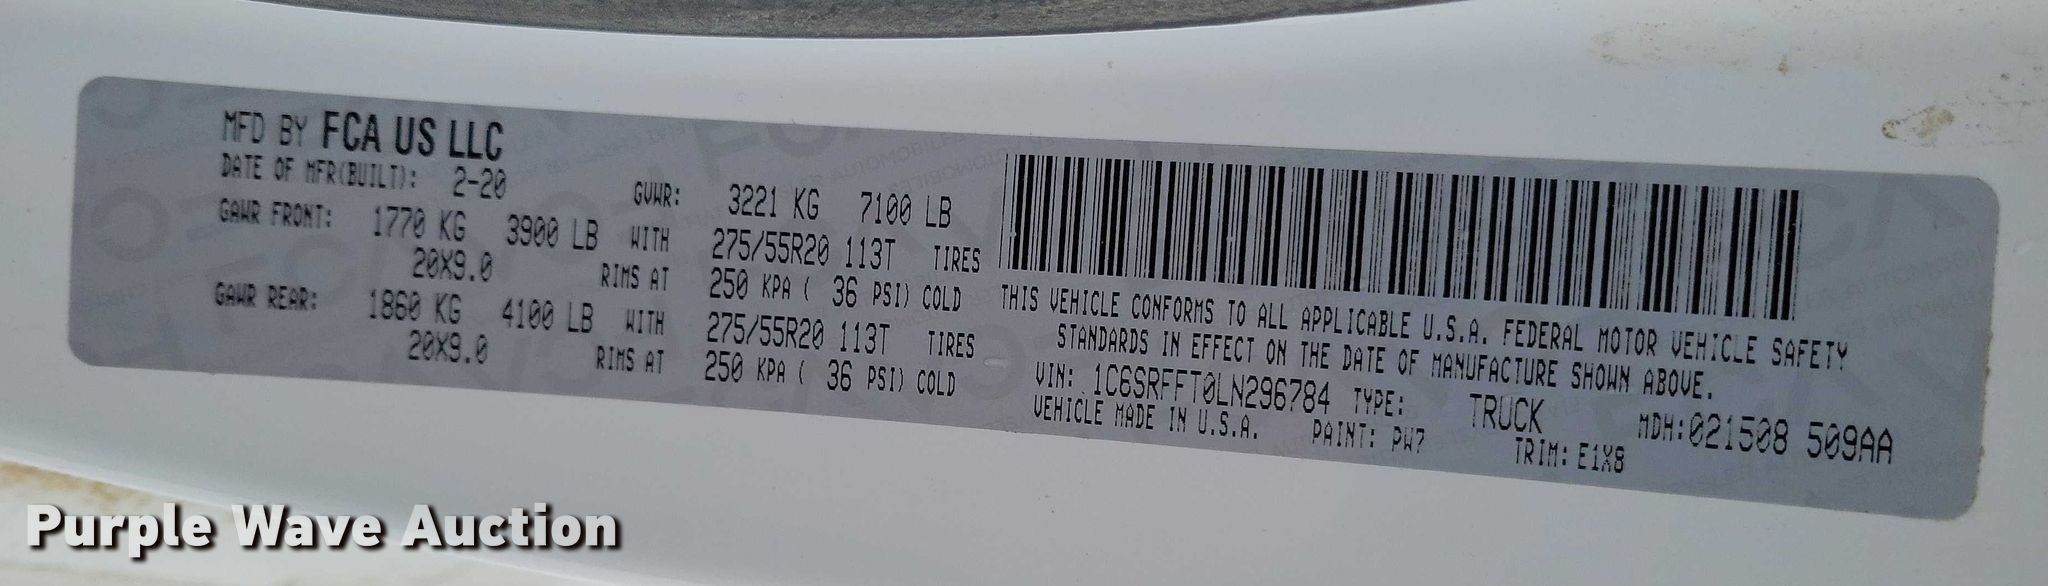 MFD BY FCA US LLC
DATE OF MFR(BUILT): 2-20 GVWR: 3221 KG 7100 LB
GAWR FRONT: 1770 KG 3900 LB WITH 275/55R20 113T TIRES
20X9.0 RIMS AT 250 KPA ( 36 PSI) COLD
GAWR REAR: 1860 KG 4100 LB WITH 275/55R20 113T TIRES
20X9.0 RIMS AT 250 KPA ( 36 PSI) COLD
THIS VEHICLE CONFORMS TO ALL APPLICABLE U.S.A. FEDERAL MOTOR VEHICLE SAFETY
STANDARDS IN EFFECT ON THE DATE OF MANUFACTURE SHOWN ABOVE.
VIN: 1C6SRFFT0LN296784 TYPE: TRUCK MDH:021508 509AA
VEHICLE MADE IN U.S.A. PAINT: PW7 TRIM: E1X8
Purple Wave Auction